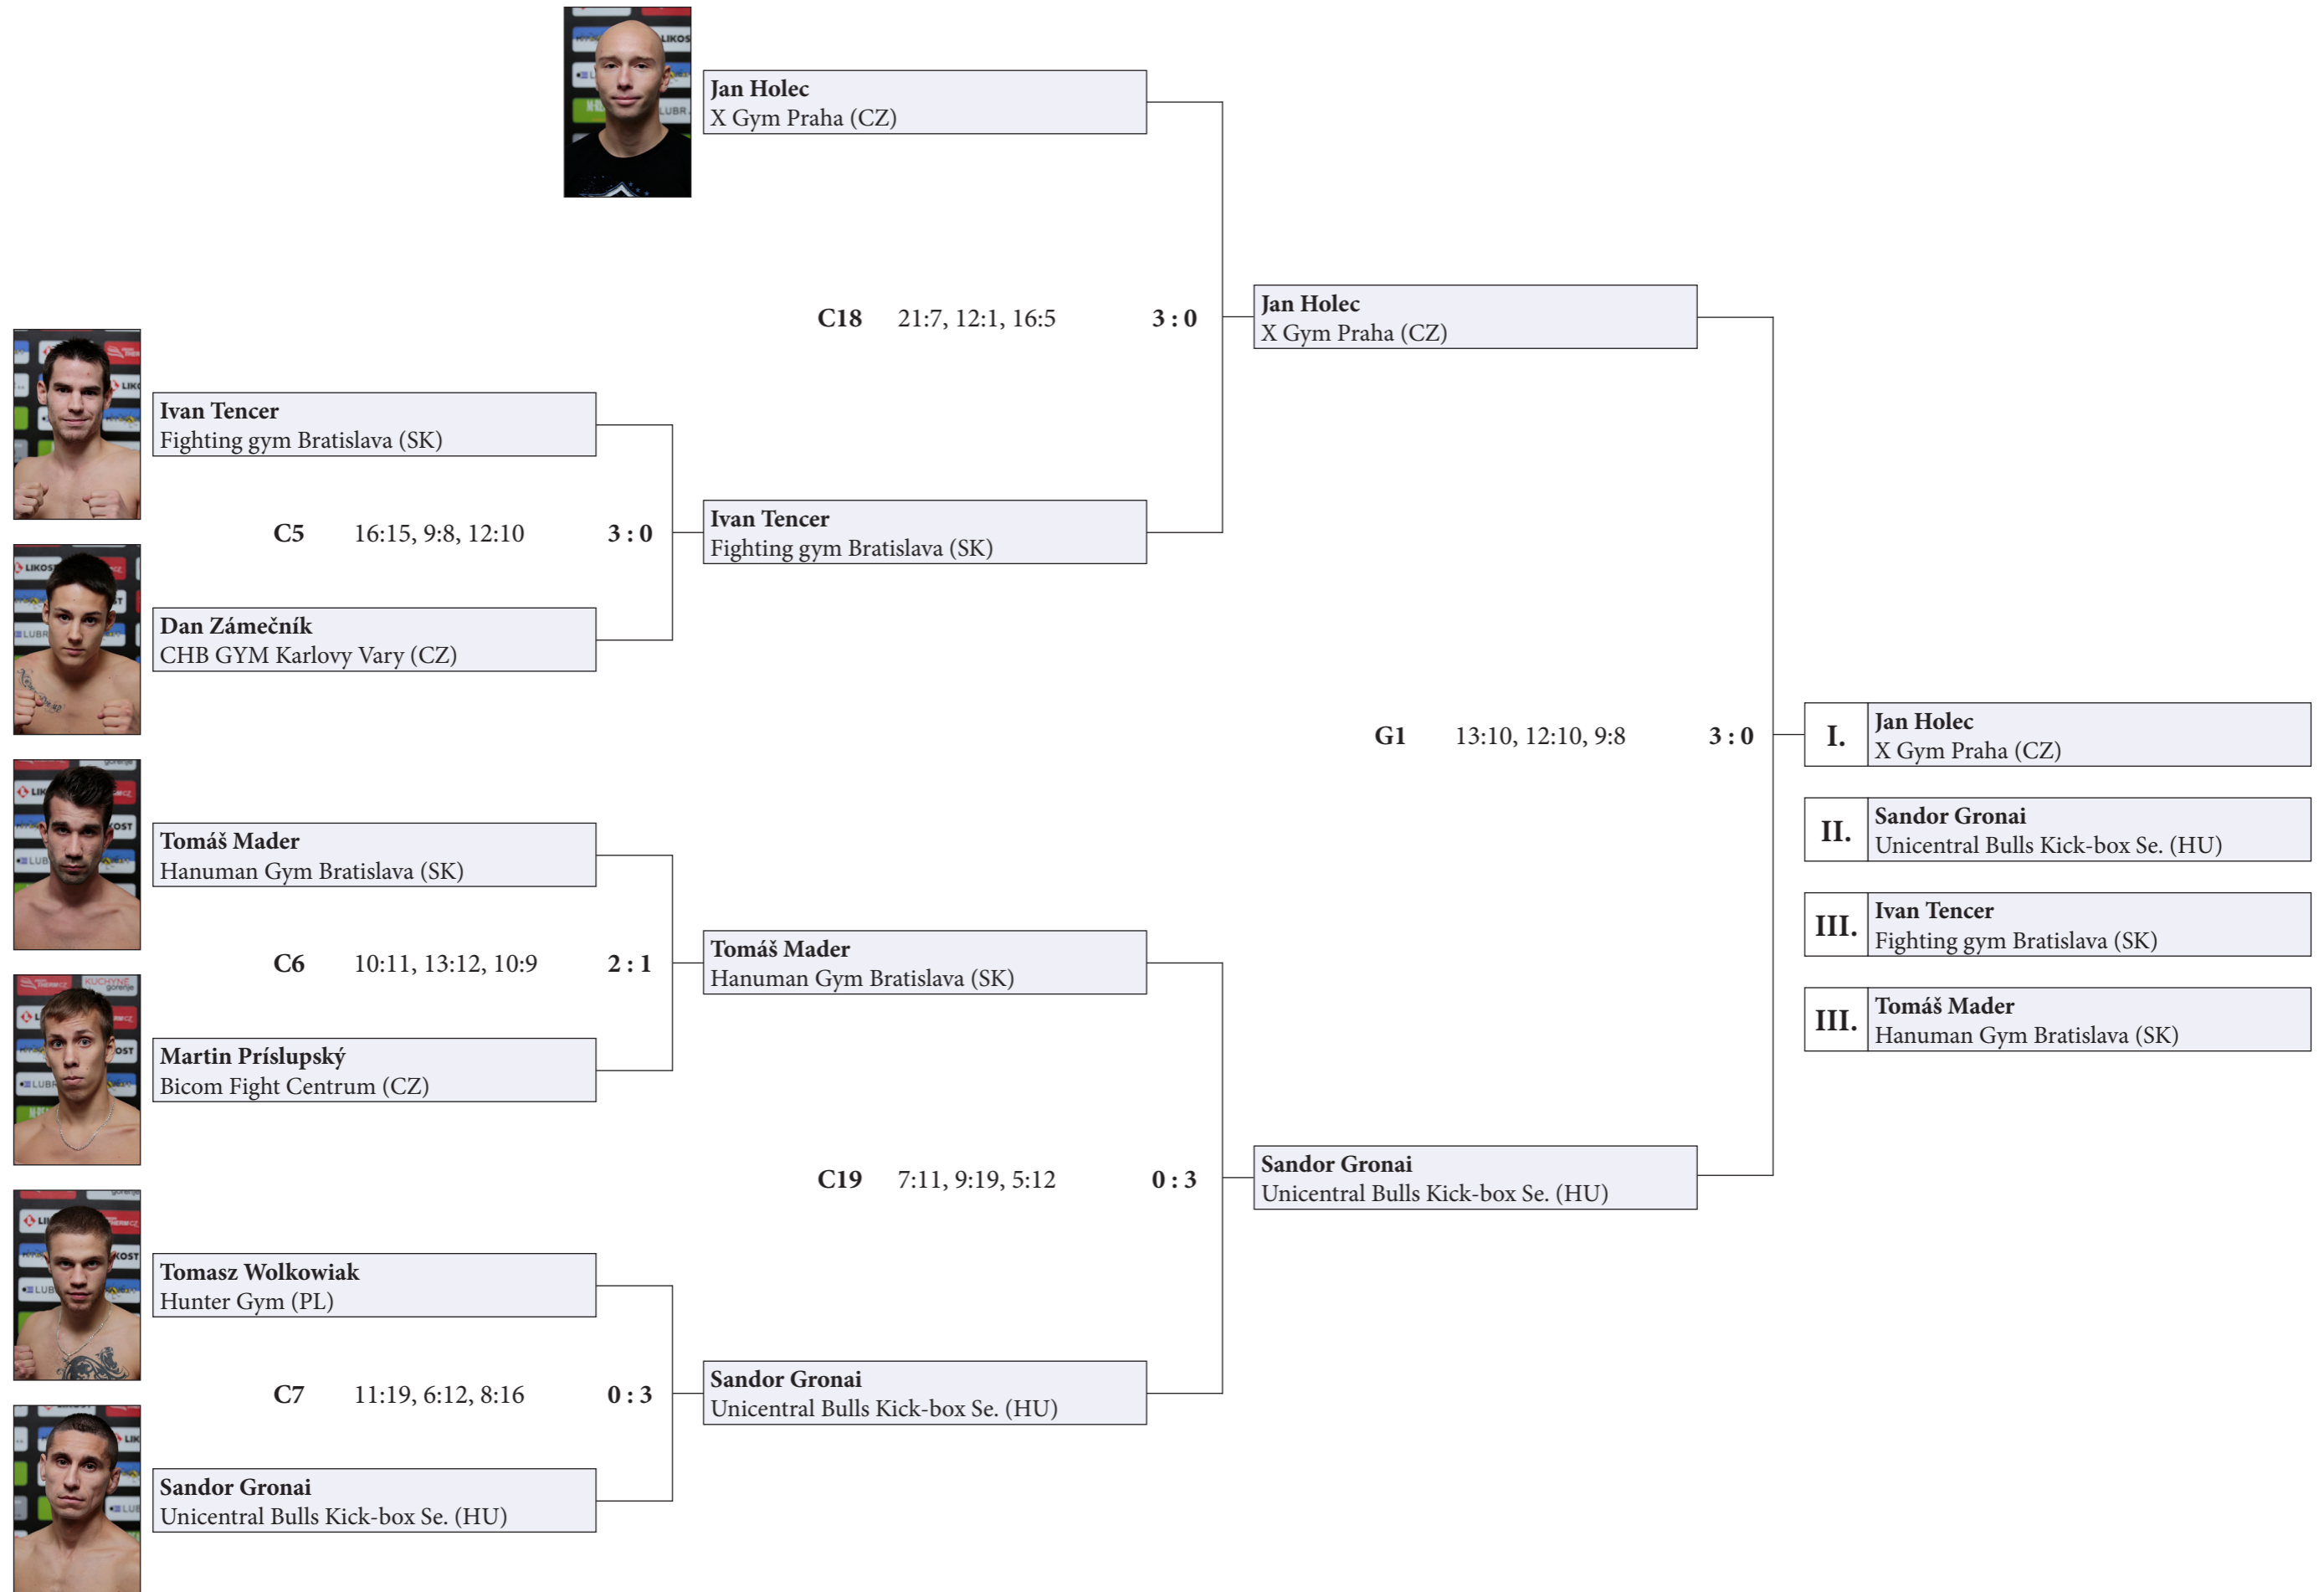 Jan Holec
X Gym Praha (CZ)
C18 21:7, 12:1, 16:5 3 : 0
Jan Holec
X Gym Praha (CZ)
Ivan Tencer
Fighting gym Bratislava (SK)
C5 16:15, 9:8, 12:10 3 : 0
Ivan Tencer
Fighting gym Bratislava (SK)
Dan Zámečník
CHB GYM Karlovy Vary (CZ)
G1 13:10, 12:10, 9:8 3 : 0
I. Jan Holec
X Gym Praha (CZ)
II. Sandor Gronai
Unicentral Bulls Kick-box Se. (HU)
III. Ivan Tencer
Fighting gym Bratislava (SK)
III. Tomáš Mader
Hanuman Gym Bratislava (SK)
Tomáš Mader
Hanuman Gym Bratislava (SK)
C6 10:11, 13:12, 10:9 2 : 1
Tomáš Mader
Hanuman Gym Bratislava (SK)
Martin Príslupský
Bicom Fight Centrum (CZ)
C19 7:11, 9:19, 5:12 0 : 3
Sandor Gronai
Unicentral Bulls Kick-box Se. (HU)
Tomasz Wolkowiak
Hunter Gym (PL)
C7 11:19, 6:12, 8:16 0 : 3
Sandor Gronai
Unicentral Bulls Kick-box Se. (HU)
Sandor Gronai
Unicentral Bulls Kick-box Se. (HU)